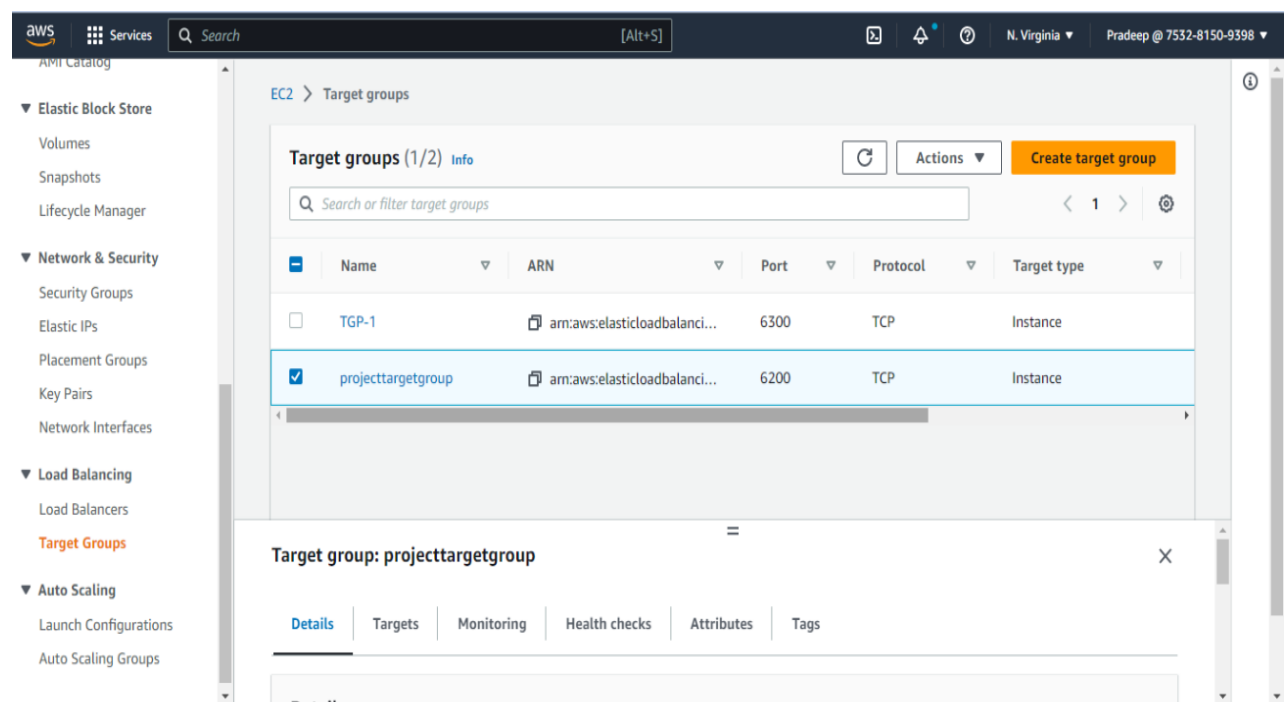 aws Services Search [Alt+S] N. Virginia ▼ Pradeep @ 7532-8150-9398 ▼
AMI Catalog
▼ Elastic Block Store
Volumes
Snapshots
Lifecycle Manager
▼ Network & Security
Security Groups
Elastic IPs
Placement Groups
Key Pairs
Network Interfaces
▼ Load Balancing
Load Balancers
Target Groups
▼ Auto Scaling
Launch Configurations
Auto Scaling Groups
EC2 > Target groups
Target groups (1/2) Info
Actions ▼ Create target group
Search or filter target groups
< 1 >
Name ARN Port Protocol Target type
TGP-1 arn:aws:elasticloadbalanci... 6300 TCP Instance
projecttargetgroup arn:aws:elasticloadbalanci... 6200 TCP Instance
Target group: projecttargetgroup
Details Targets Monitoring Health checks Attributes Tags